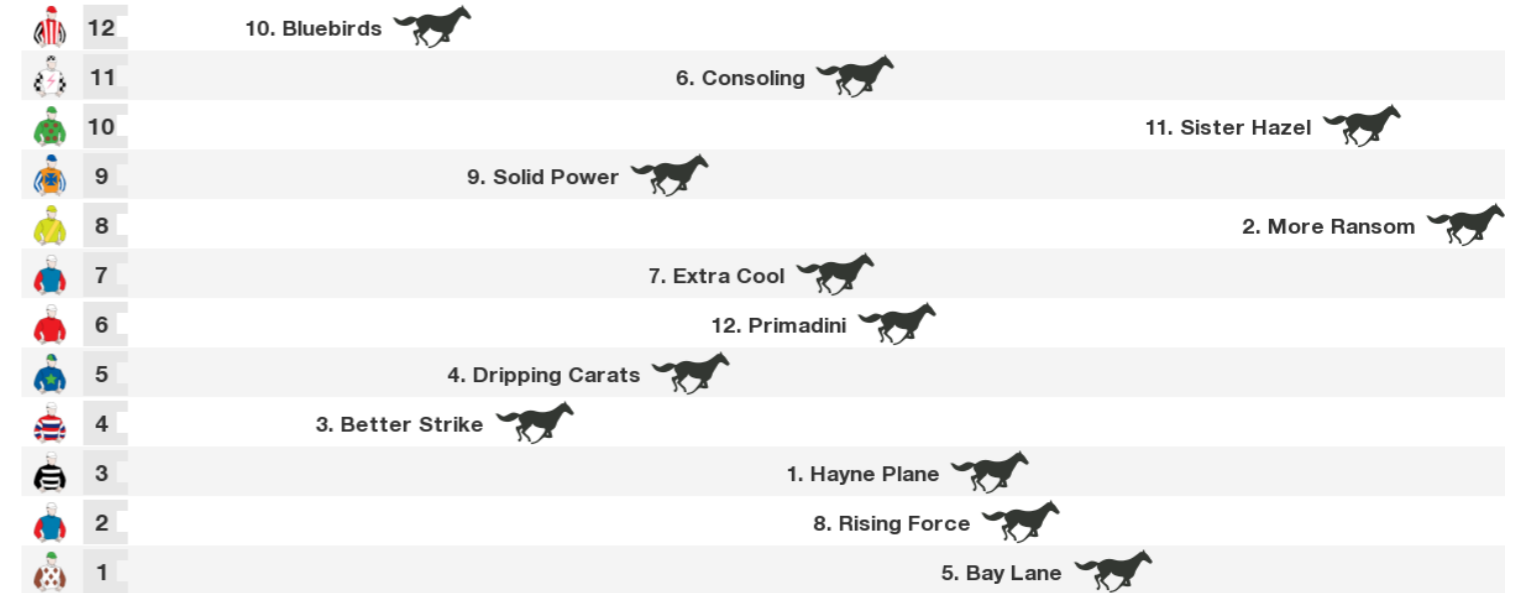 12 10. Bluebirds
11 6. Consoling
10 11. Sister Hazel
9 9. Solid Power
8 2. More Ransom
7 7. Extra Cool
6 12. Primadini
5 4. Dripping Carats
4 3. Better Strike
3 1. Hayne Plane
2 8. Rising Force
1 5. Bay Lane